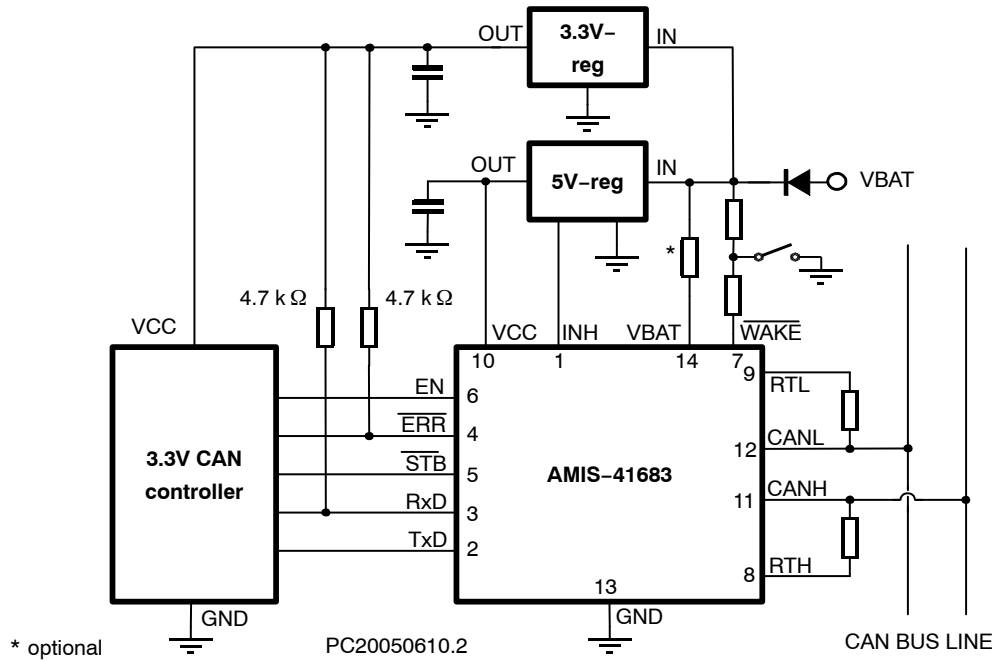 OUT
3.3V−
reg
IN
OUT
5V−reg
IN
VBAT
*
4.7 k Ω
4.7 k Ω
VCC
VCC
INH
VBAT
WAKE
10
1
14
7
EN
6
ERR
4
STB
5
RxD
3
TxD
2
3.3V CAN
controller
AMIS−41683
9
RTL
12
CANL
11
CANH
8
RTH
13
GND
GND
* optional
PC20050610.2
CAN BUS LINE